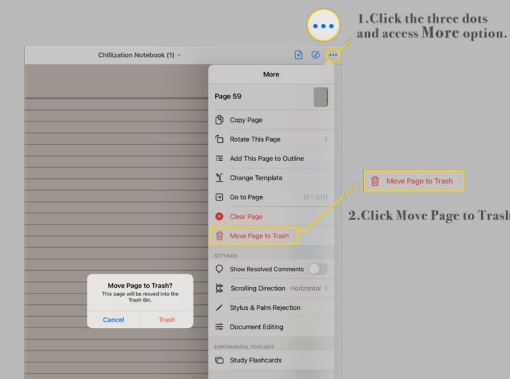 1.Click the three dots
and access More option.
Chillization Notebook (1)
More
Page 59
Copy Page
Rotate This Page
Add This Page to Outline
Change Template
Go to Page
Clear Page
Move Page to Trash
Move Page to Trash
2.Click Move Page to Trash
SETTINGS
Show Resolved Comments
Scrolling Direction Horizontal
Move Page to Trash?
This page will be moved into the
Trash Bin.
Stylus & Palm Rejection
Cancel Trash
Document Editing
EXPERIMENTAL FEATURES
Study Flashcards